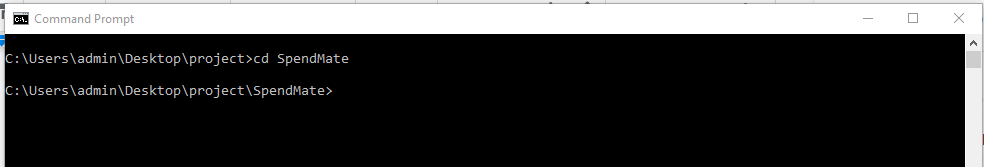 Command Prompt
C:\Users\admin\Desktop\project>cd SpendMate
C:\Users\admin\Desktop\project\SpendMate>